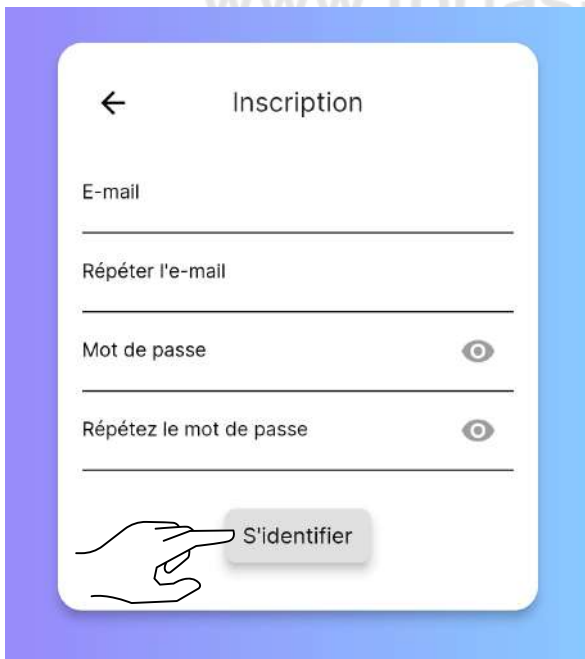 Inscription
E-mail
Répéter l'e-mail
Mot de passe
Répétez le mot de passe
S'identifier